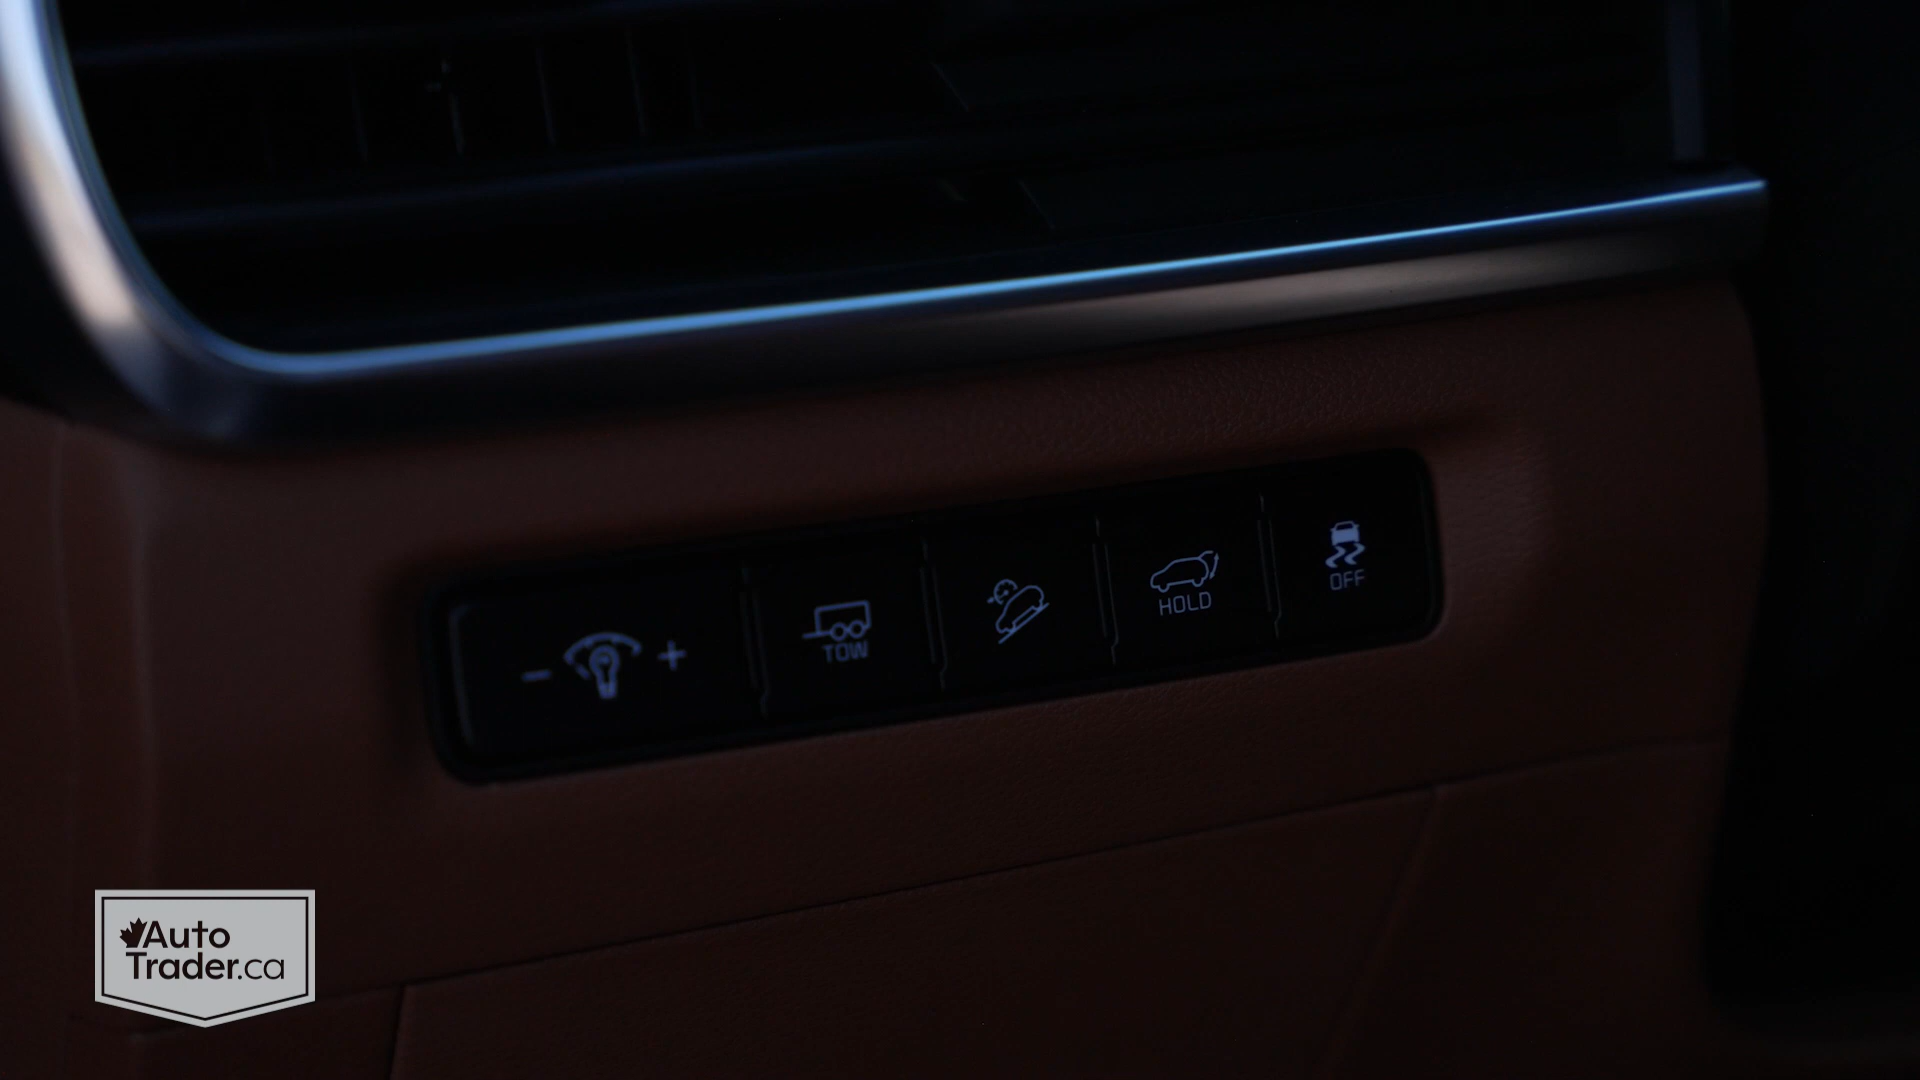 - +
TOW
HOLD
OFF
Auto
Trader.ca